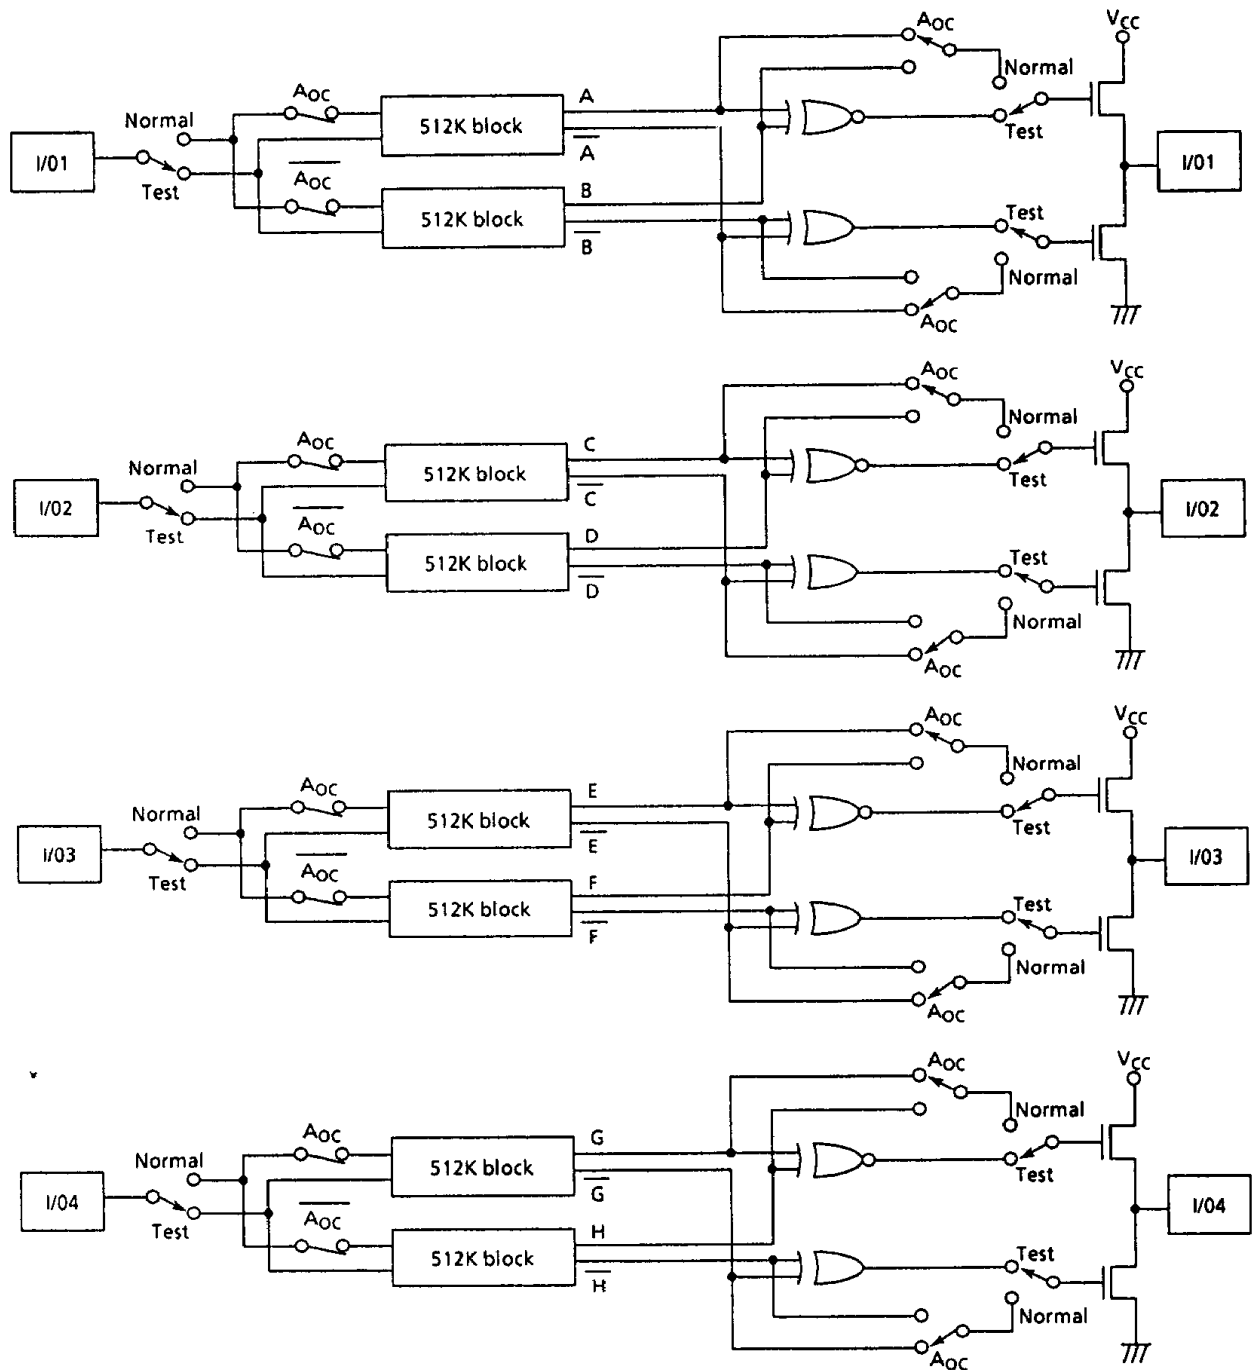 AOC
VCC
Normal
AOC
512K block
A
Normal
I/01
Test
A
AOC
512K block
B
B
Test
I/01
Test
Normal
AOC
AOC
VCC
Normal
AOC
512K block
C
Normal
I/02
Test
C
AOC
512K block
D
D
Test
I/02
Test
Normal
AOC
AOC
VCC
Normal
AOC
512K block
E
Normal
I/03
Test
E
AOC
512K block
F
F
Test
I/03
Test
Normal
AOC
AOC
VCC
Normal
AOC
512K block
G
Normal
I/04
Test
G
AOC
512K block
H
H
Test
I/04
Test
Normal
AOC